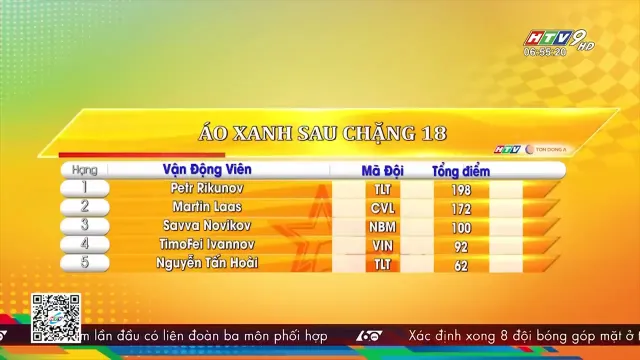 HTV9 HD
06:55:20
ÁO XANH SAU CHẶNG 18
HTV TON DONG A
Hạng Vận Động Viên Mã Đội Tổng điểm
1 Petr Rikunov TLT 198
2 Martin Laas CVL 172
3 Savva Novikov NBM 100
4 TimoFei Ivannov VIN 92
5 Nguyễn Tấn Hoài TLT 62
m lần đầu có liên đoàn ba môn phối hợp 60 Xác định xong 8 đội bóng góp mặt ở